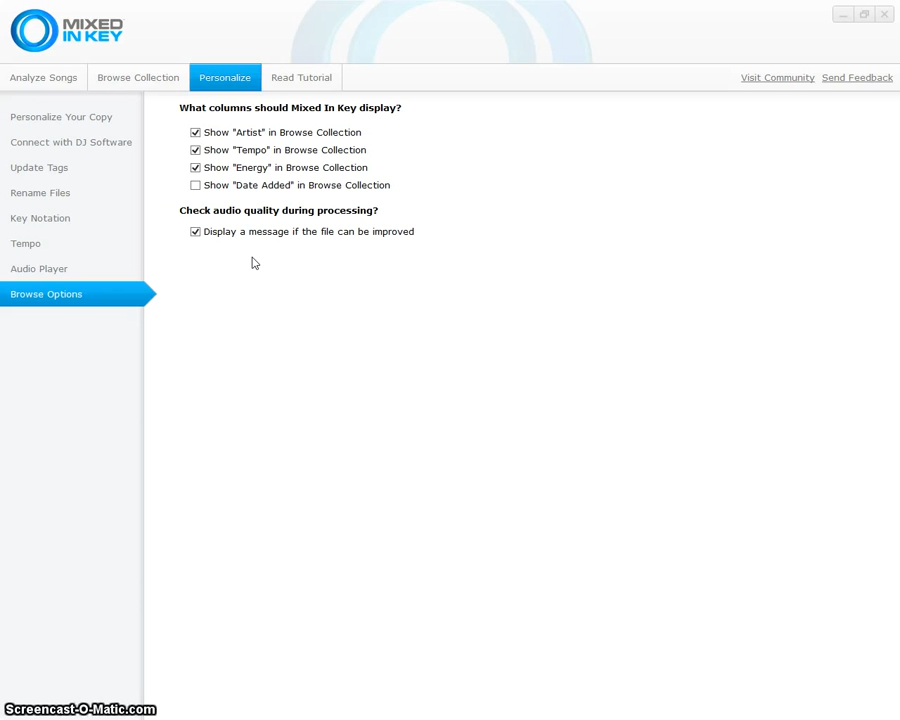 MIXED
IN KEY
Analyze Songs
Browse Collection
Personalize
Read Tutorial
Visit Community
Send Feedback
Personalize Your Copy
Connect with DJ Software
Update Tags
Rename Files
Key Notation
Tempo
Audio Player
Browse Options
What columns should Mixed In Key display?
Show "Artist" in Browse Collection
Show "Tempo" in Browse Collection
Show "Energy" in Browse Collection
Show "Date Added" in Browse Collection
Check audio quality during processing?
Display a message if the file can be improved
Screencast-O-Matic.com